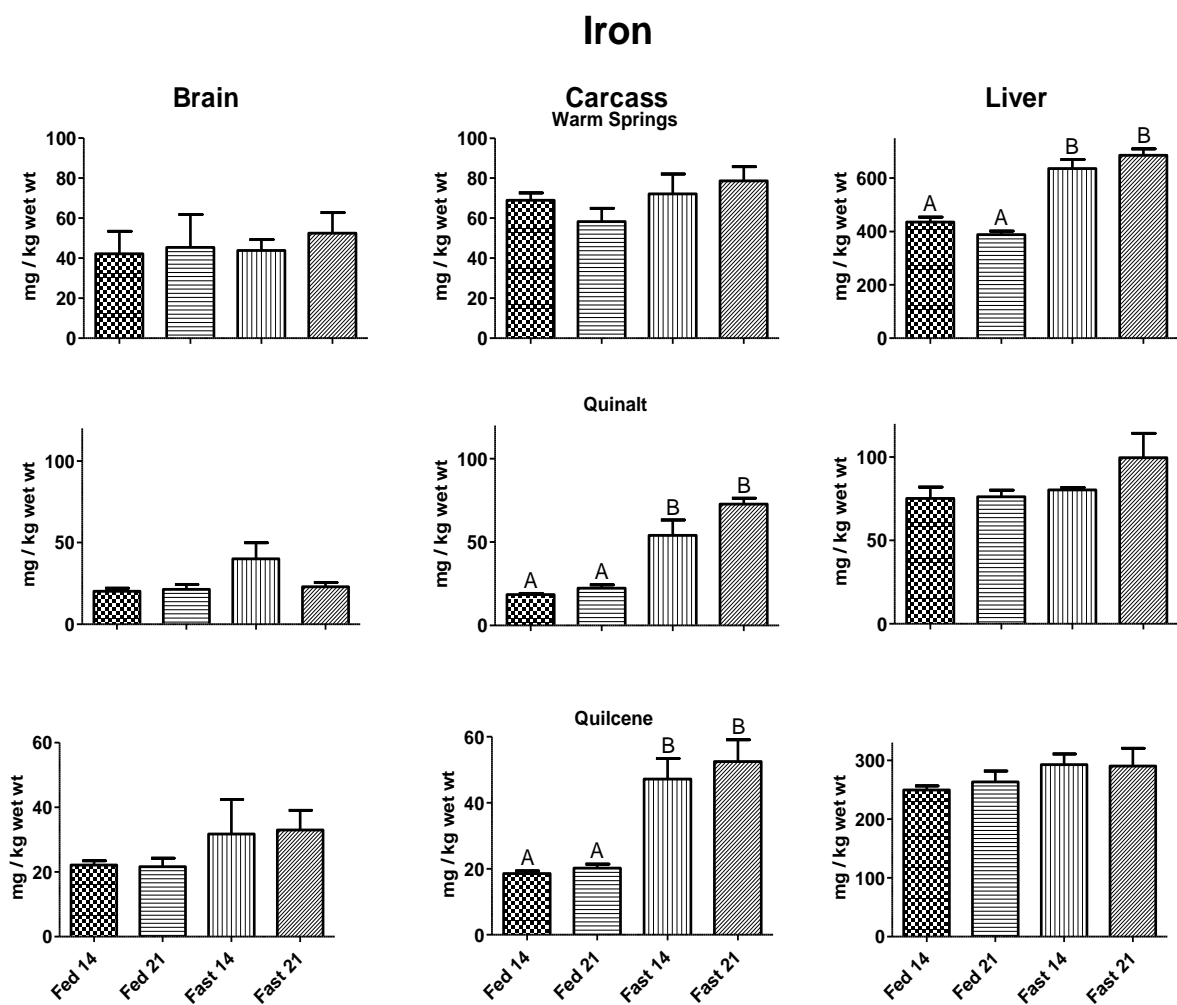 Iron
Brain
Carcass
Liver
Warm Springs
mg / kg wet wt
100
80
60
40
20
0
mg / kg wet wt
100
80
60
40
20
0
mg / kg wet wt
600
400
200
0
A
A
B
B
Quinalt
mg / kg wet wt
100
50
0
mg / kg wet wt
100
50
0
A
A
B
B
mg / kg wet wt
100
50
0
Quilcene
mg / kg wet wt
60
40
20
0
mg / kg wet wt
60
40
20
0
A
A
B
B
mg / kg wet wt
300
200
100
0
Fed 14
Fed 21
Fast 14
Fast 21
Fed 14
Fed 21
Fast 14
Fast 21
Fed 14
Fed 21
Fast 14
Fast 21